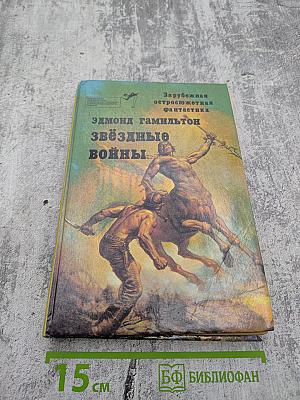 Зарубежная
остросюжетная
фантастика
ЭДМОНД ГАМИЛЬТОН
ЗВЁЗДНЫЕ
ВОЙНЫ
15 см
БФ БИБЛИОФАН